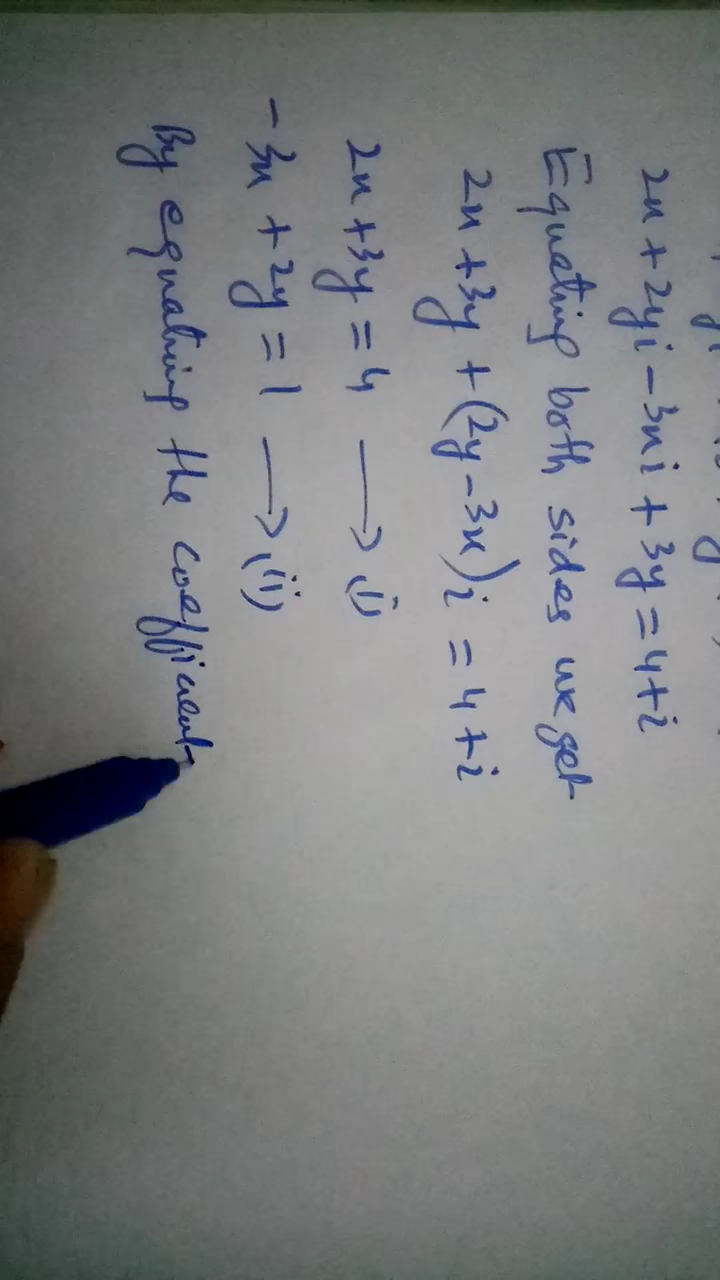 2x + 2yi - 3xi + 3y = 4+i
Equating both sides we get
2x + 3y + (2y - 3x)i = 4 + i
2x + 3y = 4 → (i)
- 3x + 2y = 1 → (ii)
By equating the coefficient